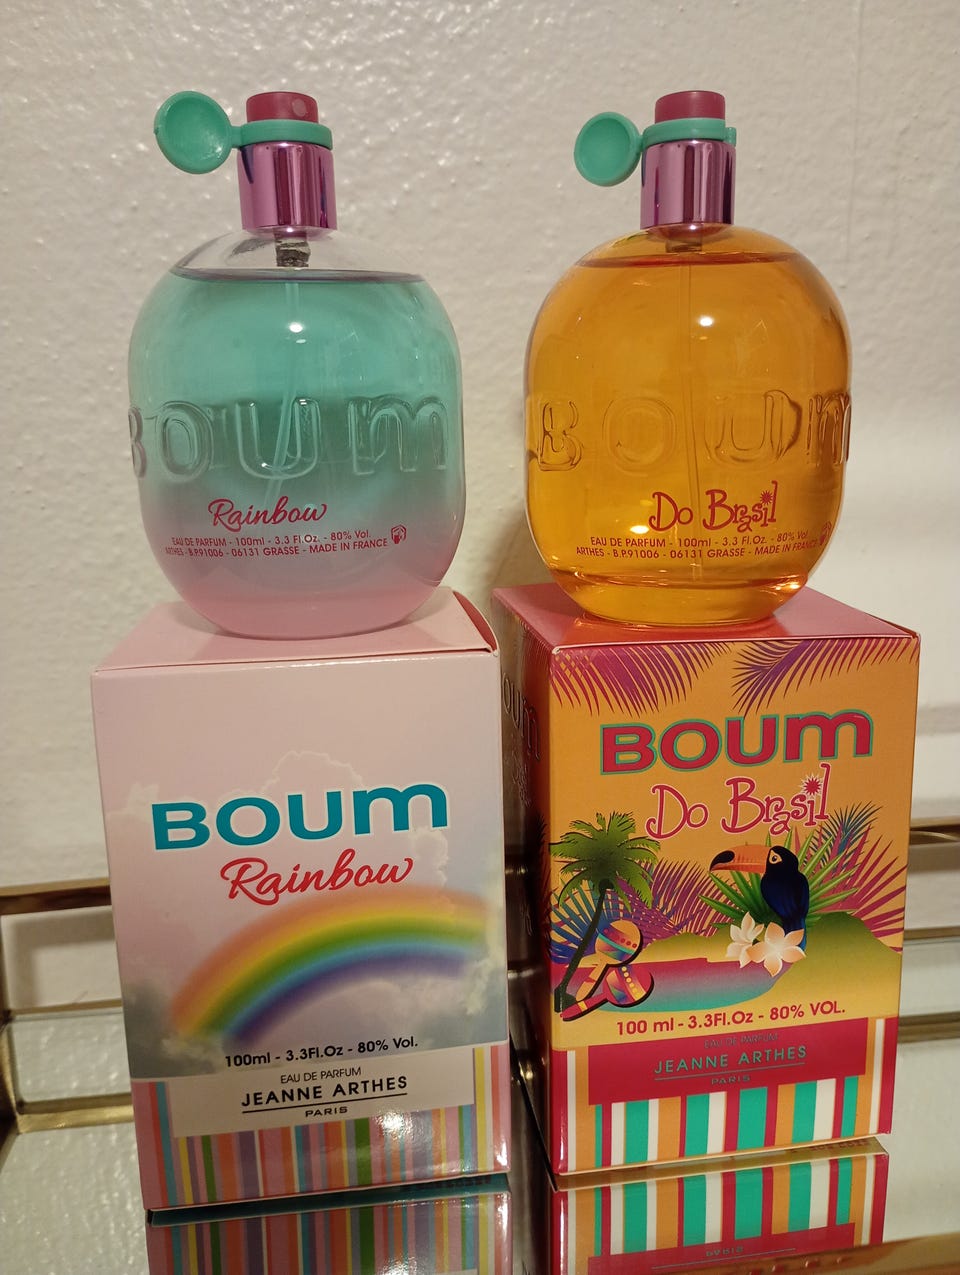 BOUM
Rainbow
EAU DE PARFUM - 100ml - 3.3 Fl.Oz. - 80% Vol.
ARTHES - B.P.91006 - 06131 GRASSE - MADE IN FRANCE
BOUM
Do Brasil
EAU DE PARFUM - 100ml - 3.3 Fl.Oz. - 80% Vol
ARTHES - B.P.91006 - 06131 GRASSE - MADE IN FRANCE
BOUM
Rainbow
100ml - 3.3Fl.Oz - 80% Vol.
EAU DE PARFUM
JEANNE ARTHES
PARIS
BOUM
Do Brasil
100 ml - 3.3Fl.Oz - 80% VOL.
EAU DE PARFUM
JEANNE ARTHES
PARIS